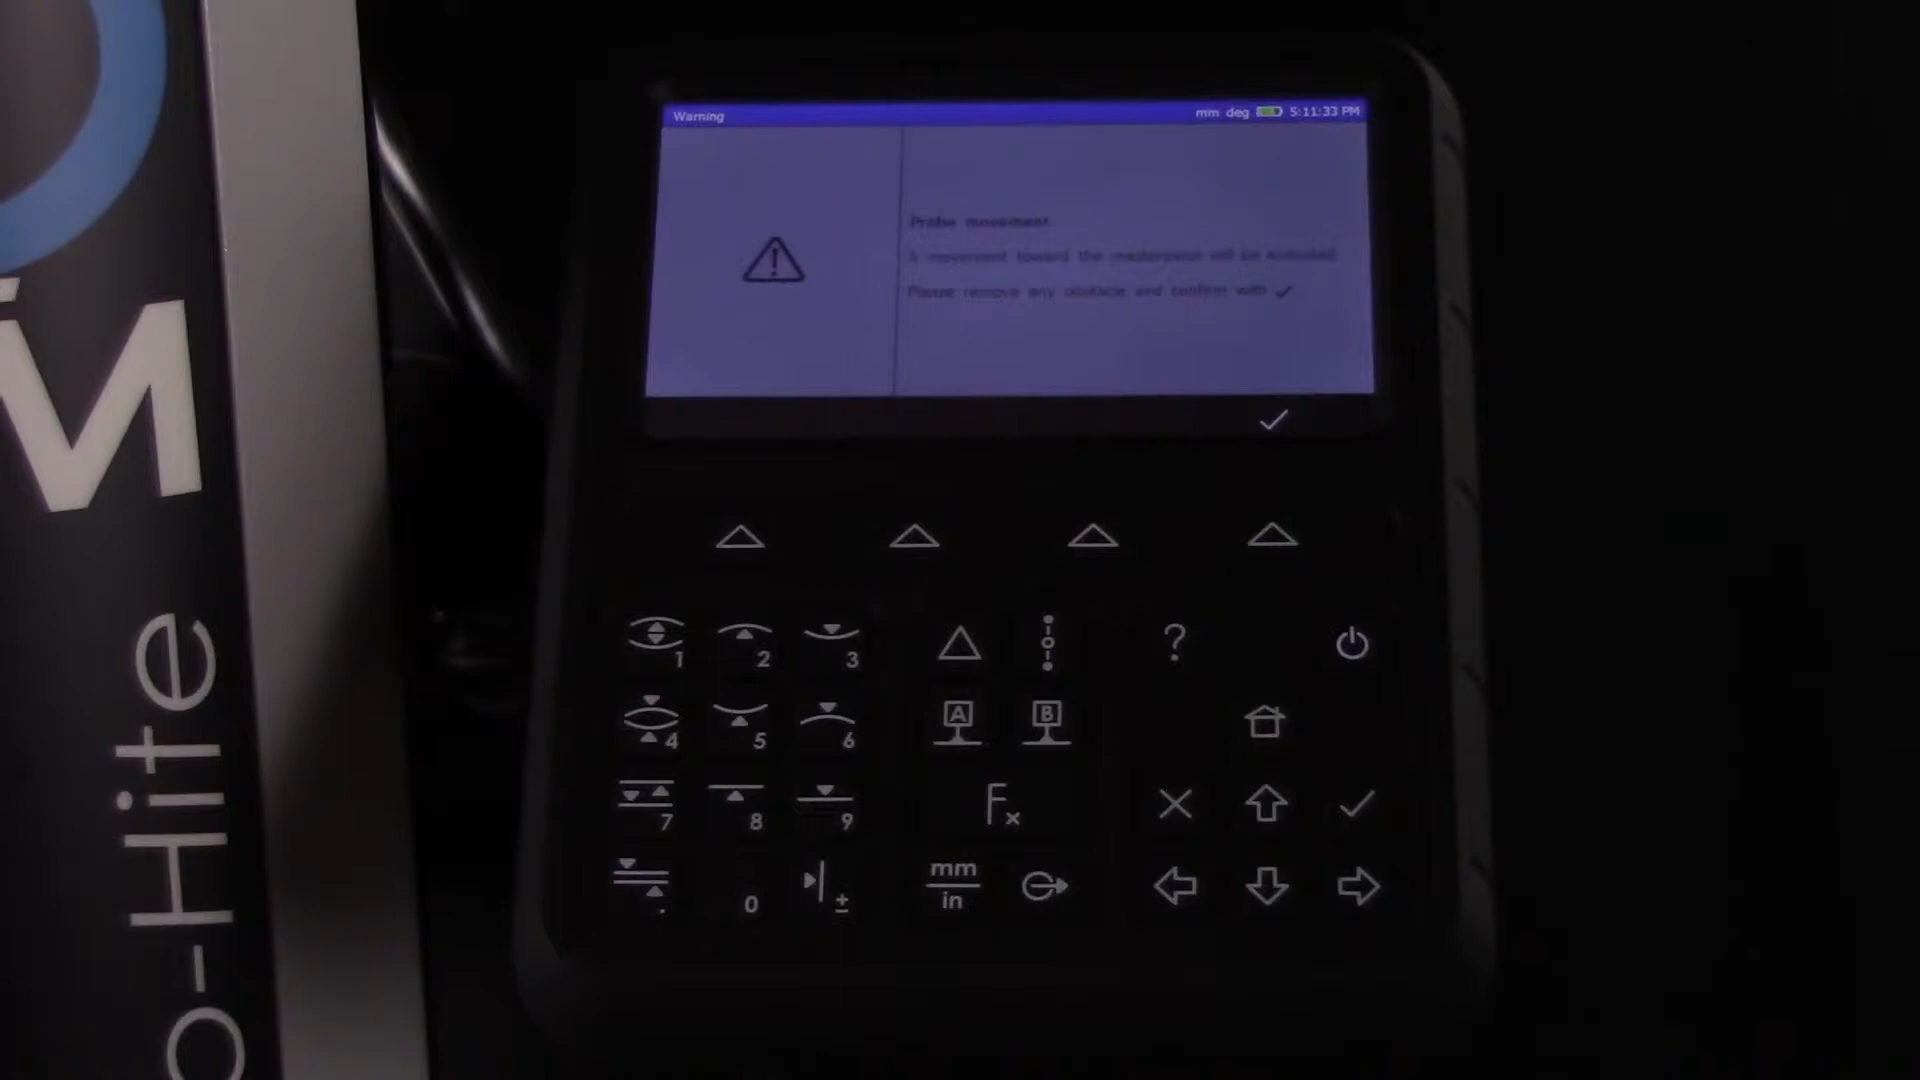 Warning mm deg 5:11:33 PM
Probe movement
A movement toward the masterpiece will be executed
Please remove any obstacle and confirm with ✓
✓
M
o-Hite
1 2 3 ?
4 5 6 A B
7 8 9 Fx
. 0 ± mm
in